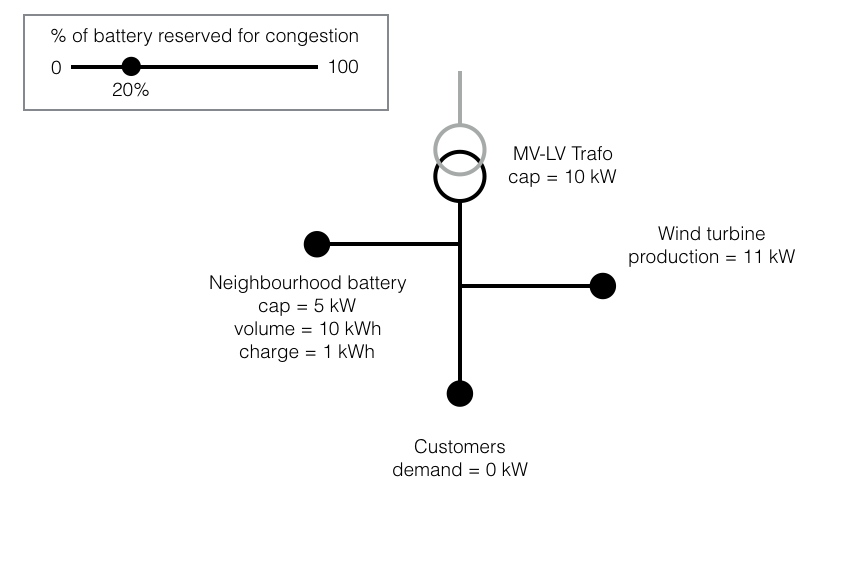 % of battery reserved for congestion
0
100
20%
MV-LV Trafo
cap = 10 kW
Wind turbine
production = 11 kW
Neighbourhood battery
cap = 5 kW
volume = 10 kWh
charge = 1 kWh
Customers
demand = 0 kW